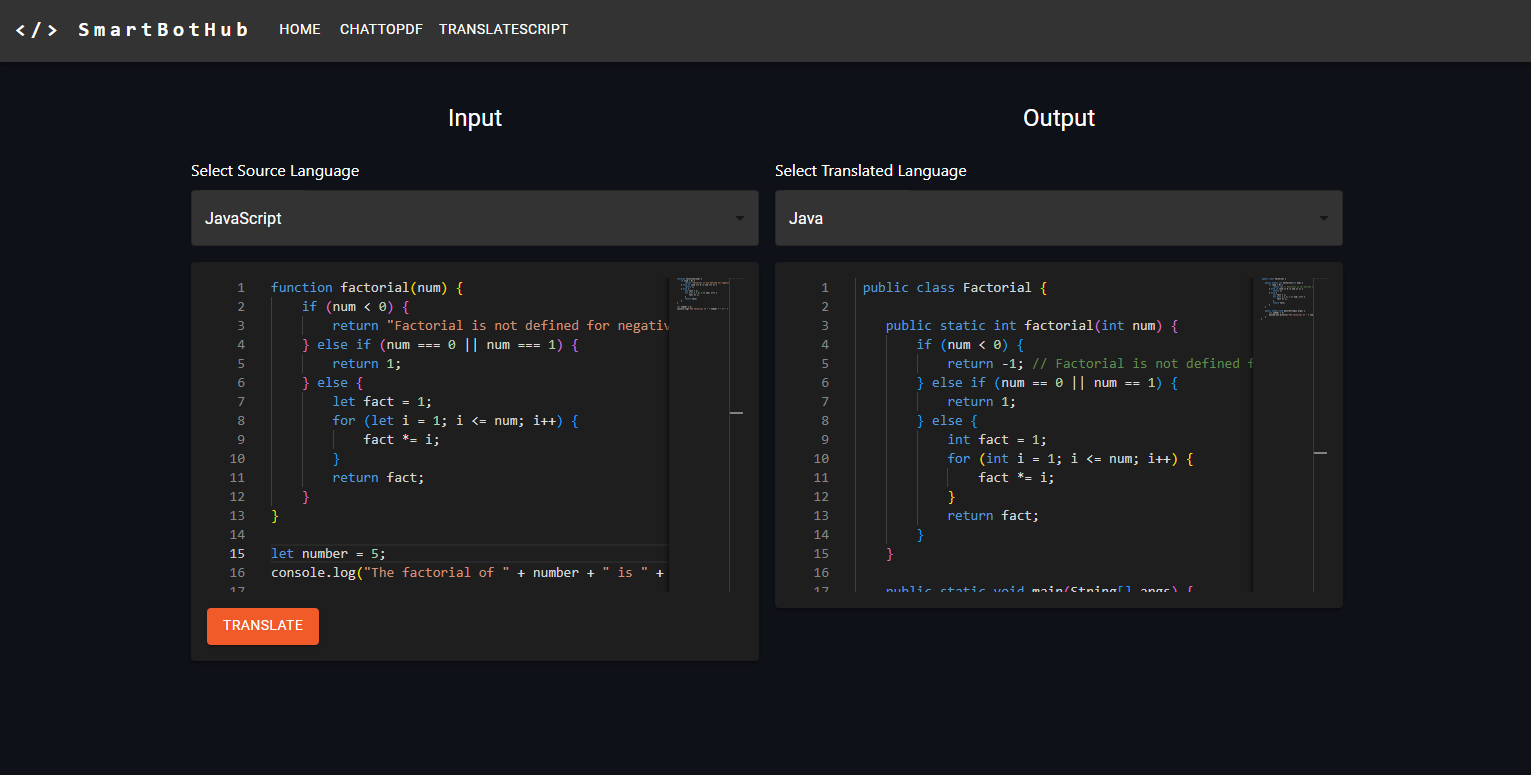 </> SmartBotHub HOME CHATTOPDF TRANSLATESCRIPT
Input
Select Source Language
JavaScript
1 function factorial(num) {
2 if (num < 0) {
3 return "Factorial is not defined for negativ
4 } else if (num === 0 || num === 1) {
5 return 1;
6 } else {
7 let fact = 1;
8 for (let i = 1; i <= num; i++) {
9 fact *= i;
10 }
11 return fact;
12 }
13 }
14
15 let number = 5;
16 console.log("The factorial of " + number + " is " +
17
TRANSLATE
Output
Select Translated Language
Java
1 public class Factorial {
2
3 public static int factorial(int num) {
4 if (num < 0) {
5 return -1; // Factorial is not defined f
6 } else if (num == 0 || num == 1) {
7 return 1;
8 } else {
9 int fact = 1;
10 for (int i = 1; i <= num; i++) {
11 fact *= i;
12 }
13 return fact;
14 }
15 }
16
17 public static void main(String[] args) {